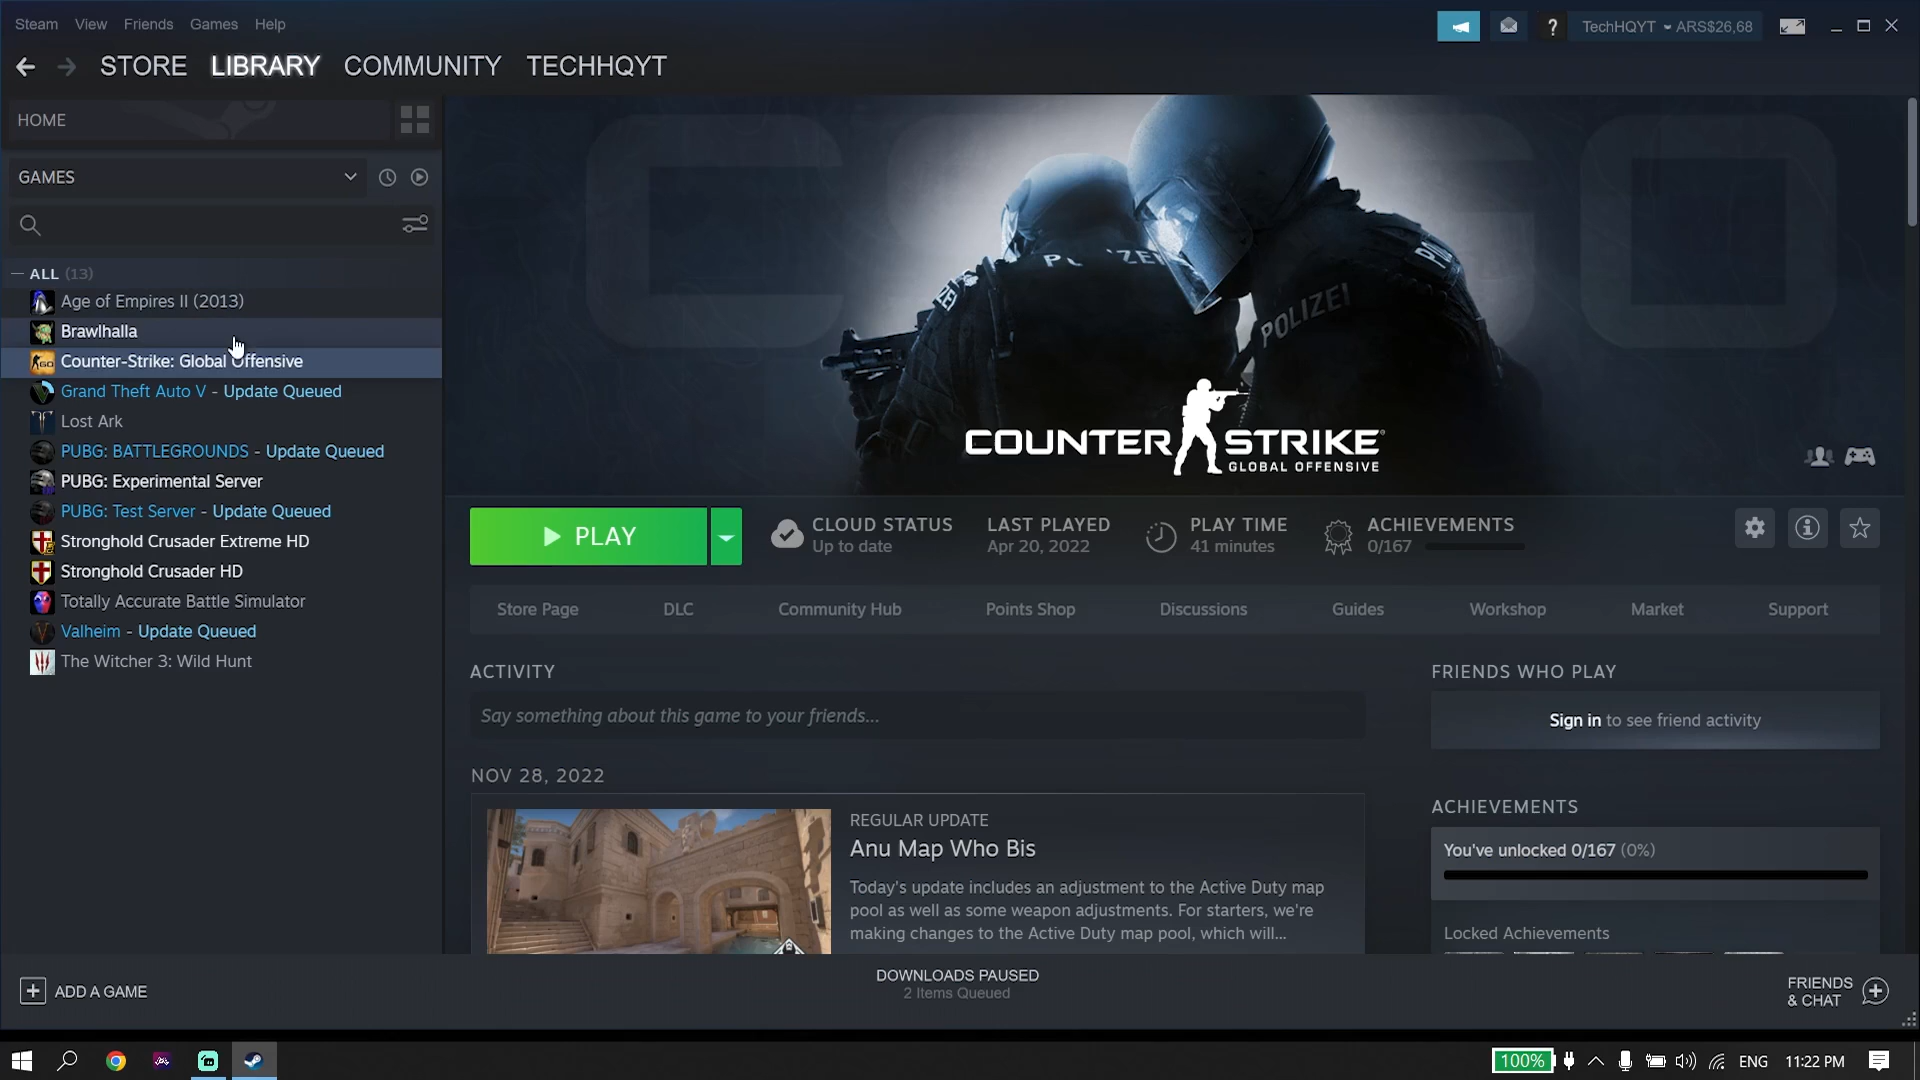 Steam View Friends Games Help
TechHQYT ARS$26,68
STORE LIBRARY COMMUNITY TECHHQYT
HOME
GAMES
ALL (13)
Age of Empires II (2013)
Brawlhalla
Counter-Strike: Global Offensive
Grand Theft Auto V - Update Queued
Lost Ark
PUBG: BATTLEGROUNDS - Update Queued
PUBG: Experimental Server
PUBG: Test Server - Update Queued
Stronghold Crusader Extreme HD
Stronghold Crusader HD
Totally Accurate Battle Simulator
Valheim - Update Queued
The Witcher 3: Wild Hunt
ADD A GAME
CSGO
POLIZEI
COUNTER STRIKE
GLOBAL OFFENSIVE
PLAY
CLOUD STATUS
Up to date
LAST PLAYED
Apr 20, 2022
PLAY TIME
41 minutes
ACHIEVEMENTS
0/167
Store Page DLC Community Hub Points Shop Discussions Guides Workshop Market Support
ACTIVITY
Say something about this game to your friends...
NOV 28, 2022
REGULAR UPDATE
Anu Map Who Bis
Today's update includes an adjustment to the Active Duty map
pool as well as some weapon adjustments. For starters, we're
making changes to the Active Duty map pool, which will...
FRIENDS WHO PLAY
Sign in to see friend activity
ACHIEVEMENTS
You've unlocked 0/167 (0%)
Locked Achievements
DOWNLOADS PAUSED
2 Items Queued
FRIENDS
& CHAT
100% ENG 11:22 PM